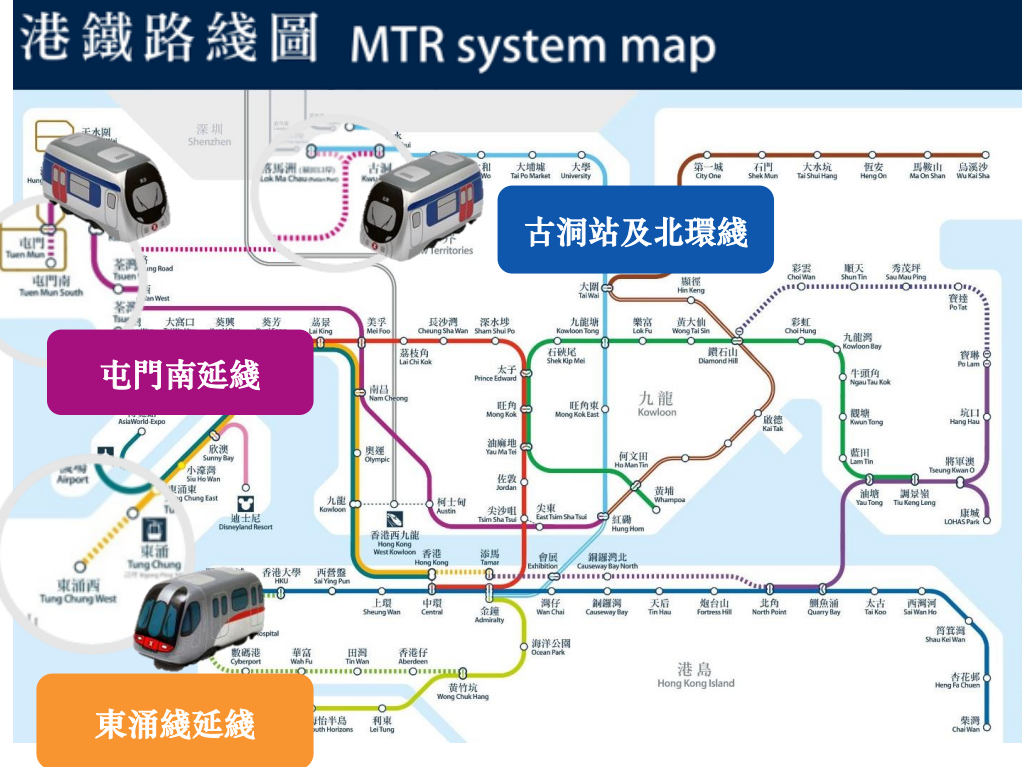 港鐵路綫圖 MTR system map
深圳
Shenzhen
天水圍
落馬洲
Lok Ma Chau
古洞
大埔墟
Tai Po Market
大學
University
第一城
City One
石門
Shek Mun
大水坑
Tai Shui Hang
恆安
Heng On
馬鞍山
Ma On Shan
烏溪沙
Wu Kai Sha
古洞站及北環綫
屯門
Tuen Mun
屯門南
Tuen Mun South
大圍
Tai Wai
顯徑
Hin Keng
彩雲
Choi Wan
順天
Shun Tin
秀茂坪
Sau Mau Ping
寶達
Po Tat
大窩口
葵興
葵芳
荔景
Lai King
美孚
Mei Foo
長沙灣
Cheung Sha Wan
深水埗
Sham Shui Po
荔枝角
Lai Chi Kok
九龍塘
Kowloon Tong
樂富
Lok Fu
黃大仙
Wong Tai Sin
鑽石山
Diamond Hill
彩虹
Choi Hung
九龍灣
Kowloon Bay
石硤尾
Shek Kip Mei
寶琳
Po Lam
屯門南延綫
太子
Prince Edward
牛頭角
Ngau Tau Kok
南昌
Nam Cheong
旺角
Mong Kok
旺角東
Mong Kok East
九龍
Kowloon
啟德
Kai Tak
觀塘
Kwun Tong
坑口
Hang Hau
AsiaWorld-Expo
欣澳
Sunny Bay
奧運
Olympic
油麻地
Yau Ma Tei
何文田
Ho Man Tin
藍田
Lam Tin
將軍澳
Tseung Kwan O
Airport
小濠灣
Siu Ho Wan
佐敦
Jordan
黃埔
Whampoa
油塘
Yau Tong
調景嶺
Tiu Keng Leng
康城
LOHAS Park
迪士尼
Disneyland Resort
九龍
Kowloon
柯士甸
Austin
尖沙咀
Tsim Sha Tsui
尖東
East Tsim Sha Tsui
紅磡
Hung Hom
香港西九龍
Hong Kong
West Kowloon
東涌
Tung Chung
東涌西
Tung Chung West
香港
Hong Kong
添馬
Tamar
會展
Exhibition
銅鑼灣北
Causeway Bay North
香港大學
HKU
西營盤
Sai Ying Pun
上環
Sheung Wan
中環
Central
金鐘
Admiralty
灣仔
Wan Chai
銅鑼灣
Causeway Bay
天后
Tin Hau
炮台山
Fortress Hill
北角
North Point
鰂魚涌
Quarry Bay
太古
Tai Koo
西灣河
Sai Wan Ho
筲箕灣
Shau Kei Wan
數碼港
Cyberport
華富
Wah Fu
田灣
Tin Wan
香港仔
Aberdeen
海洋公園
Ocean Park
港島
Hong Kong Island
黃竹坑
Wong Chuk Hang
杏花邨
Heng Fa Chuen
東涌綫延綫
海怡半島
利東
Lei Tung
柴灣
Chai Wan